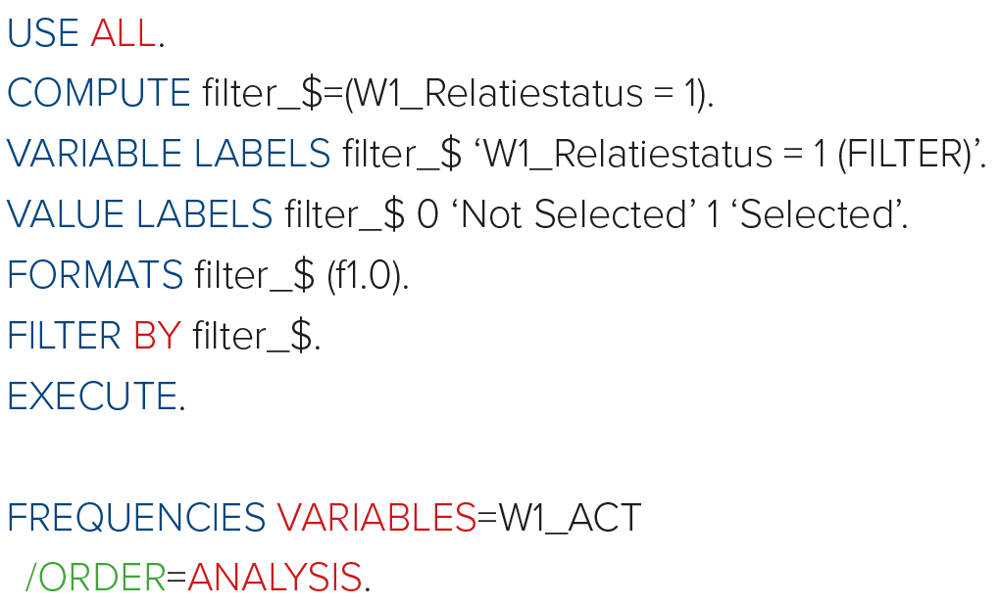 USE ALL.
COMPUTE filter_$=(W1_Relatiestatus = 1).
VARIABLE LABELS filter_$ ‘W1_Relatiestatus = 1 (FILTER)’.
VALUE LABELS filter_$ 0 ‘Not Selected’ 1 ‘Selected’.
FORMATS filter_$ (f1.0).
FILTER BY filter_$.
EXECUTE.
FREQUENCIES VARIABLES=W1_ACT
/ORDER=ANALYSIS.